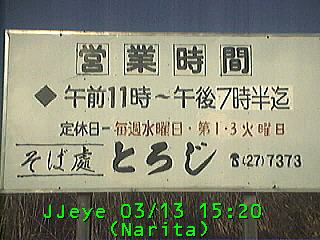 営業時間
◆午前11時〜午後7時半迄
定休日ー毎週水曜日・第1・3火曜日
そば處 とろじ ☎(27)7373
JJeye 03/13 15:20
(Narita)